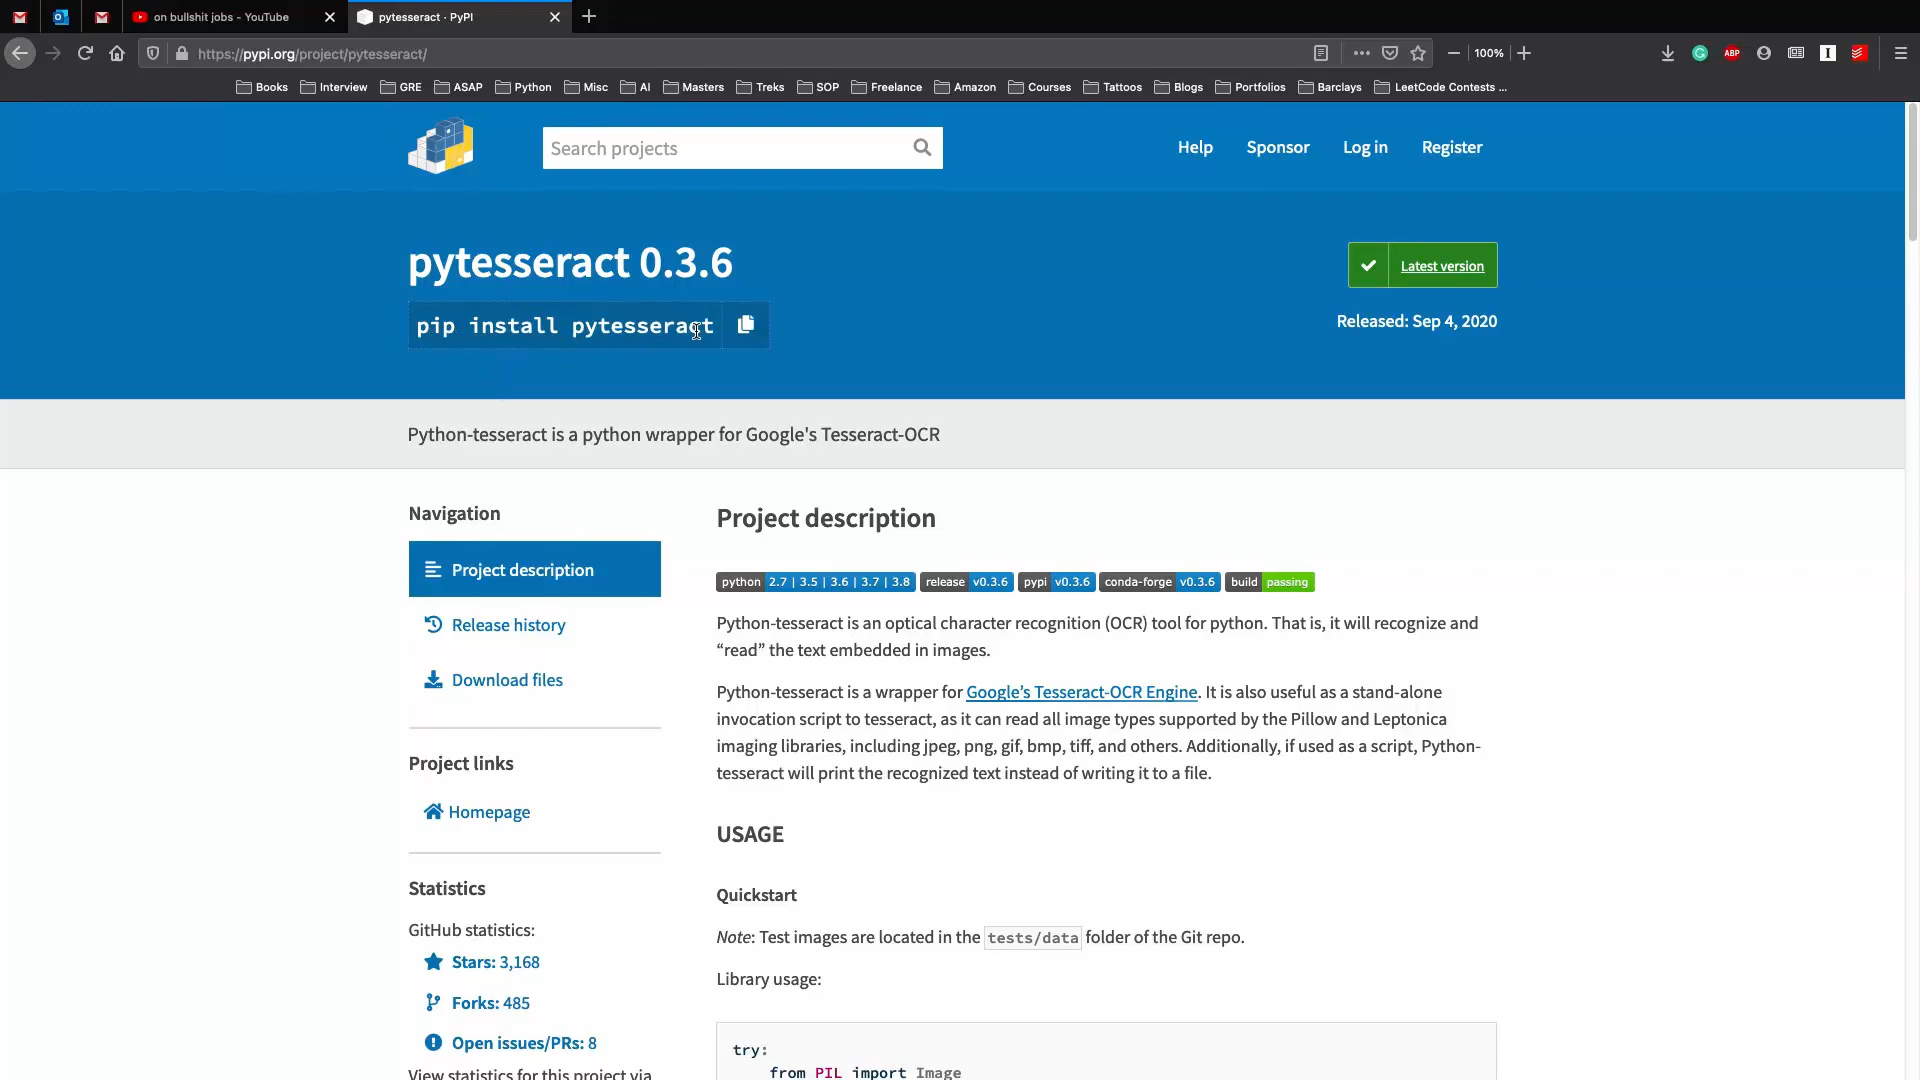 on bullshit jobs - YouTube
pytesseract · PyPI
https://pypi.org/project/pytesseract/
100%
ABP
Books Interview GRE ASAP Python Misc AI Masters Treks SOP Freelance Amazon Courses Tattoos Blogs Portfolios Barclays LeetCode Contests ...
Search projects
Help Sponsor Log in Register
pytesseract 0.3.6
Latest version
pip install pytesseract
Released: Sep 4, 2020
Python-tesseract is a python wrapper for Google's Tesseract-OCR
Navigation
Project description
Release history
Download files
Project links
Homepage
Statistics
GitHub statistics:
Stars: 3,168
Forks: 485
Open issues/PRs: 8
View statistics for this project via
Project description
python 2.7 | 3.5 | 3.6 | 3.7 | 3.8 release v0.3.6 pypi v0.3.6 conda-forge v0.3.6 build passing
Python-tesseract is an optical character recognition (OCR) tool for python. That is, it will recognize and
“read” the text embedded in images.
Python-tesseract is a wrapper for Google’s Tesseract-OCR Engine. It is also useful as a stand-alone
invocation script to tesseract, as it can read all image types supported by the Pillow and Leptonica
imaging libraries, including jpeg, png, gif, bmp, tiff, and others. Additionally, if used as a script, Python-
tesseract will print the recognized text instead of writing it to a file.
USAGE
Quickstart
Note: Test images are located in the tests/data folder of the Git repo.
Library usage:
try:
from PIL import Image